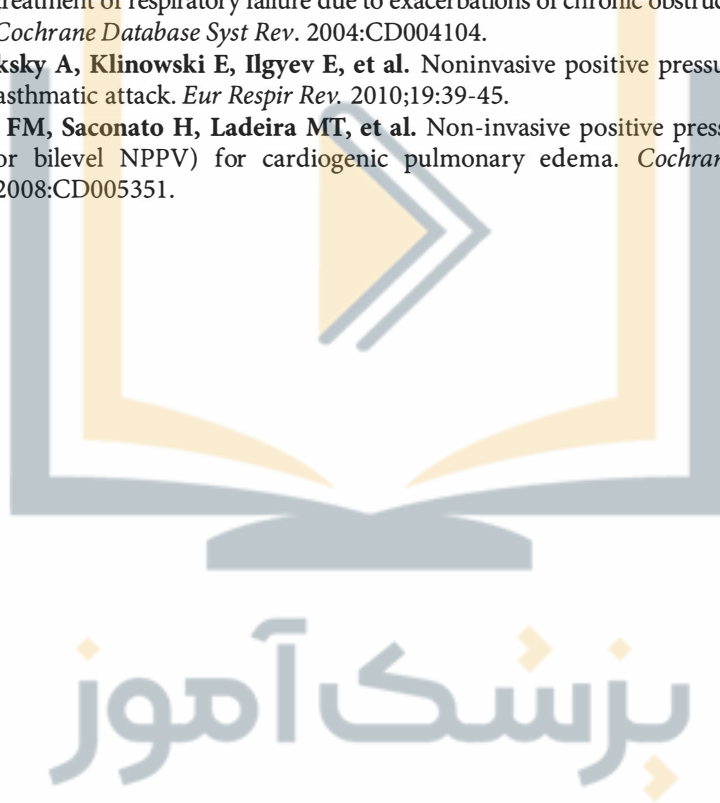 treatment of respiratory failure due to exacerbations of chronic obstruc
Cochrane Database Syst Rev. 2004:CD004104.
ksky A, Klinowski E, Ilgyev E, et al. Noninvasive positive pressu
asthmatic attack. Eur Respir Rev. 2010;19:39-45.
FM, Saconato H, Ladeira MT, et al. Non-invasive positive press
or bilevel NPPV) for cardiogenic pulmonary edema. Cochran
2008:CD005351.
پزشک آموز